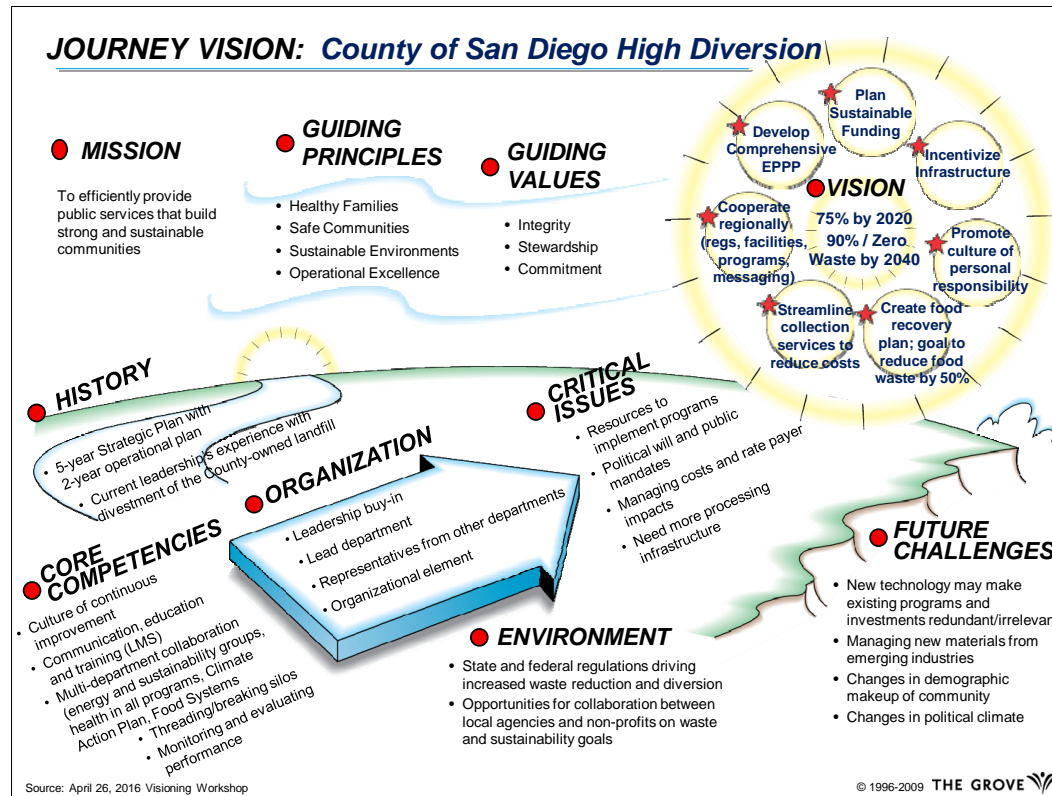 JOURNEY VISION: County of San Diego High Diversion
MISSION
To efficiently provide
public services that build
strong and sustainable
communities
GUIDING
PRINCIPLES
• Healthy Families
• Safe Communities
• Sustainable Environments
• Operational Excellence
GUIDING
VALUES
• Integrity
• Stewardship
• Commitment
Plan
Sustainable
Funding
Develop
Comprehensive
EPPP
Incentivize
Infrastructure
VISION
75% by 2020
90% / Zero
Waste by 2040
Cooperate
regionally
(regs, facilities,
programs,
messaging)
Promote
culture of
personal
responsibility
Streamline
collection
services to
reduce costs
Create food
recovery
plan; goal to
reduce food
waste by 50%
HISTORY
• 5-year Strategic Plan with
2-year operational plan
• Current leadership's experience with
divestment of the County-owned landfill
ORGANIZATION
• Leadership buy-in
• Lead department
• Representatives from other departments
• Organizational element
CRITICAL
ISSUES
• Resources to
implement programs
• Political will and public
mandates
• Managing costs and rate payer
impacts
• Need more processing
infrastructure
CORE
COMPETENCIES
• Culture of continuous
improvement
• Communication, education
and training (LMS)
• Multi-department collaboration
(energy and sustainability groups,
health in all programs, Climate
Action Plan, Food Systems
• Threading/breaking silos
• Monitoring and evaluating
performance
ENVIRONMENT
• State and federal regulations driving
increased waste reduction and diversion
• Opportunities for collaboration between
local agencies and non-profits on waste
and sustainability goals
FUTURE
CHALLENGES
• New technology may make
existing programs and
investments redundant/irrelevan
• Managing new materials from
emerging industries
• Changes in demographic
makeup of community
• Changes in political climate
Source: April 26, 2016 Visioning Workshop
© 1996-2009 THE GROVE